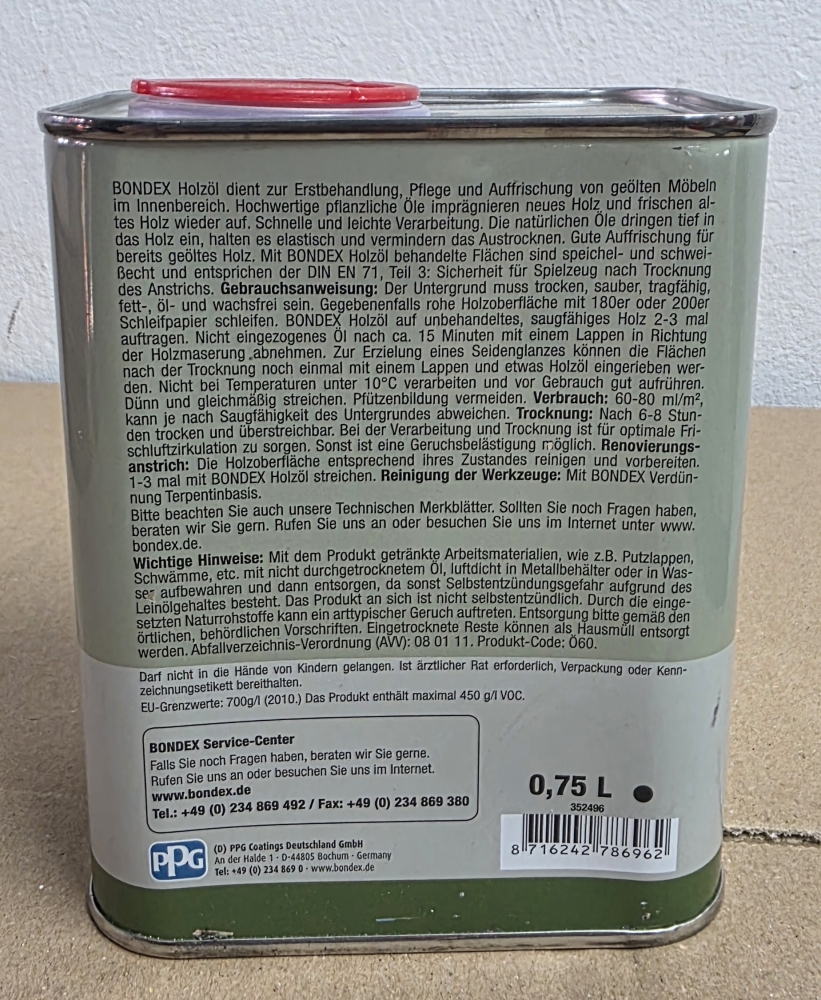 BONDEX Holzöl dient zur Erstbehandlung, Pflege und Auffrischung von geölten Möbeln
im Innenbereich. Hochwertige pflanzliche Öle imprägnieren neues Holz und frischen al-
tes Holz wieder auf. Schnelle und leichte Verarbeitung. Die natürlichen Öle dringen tief in
das Holz ein, halten es elastisch und vermindern das Austrocknen. Gute Auffrischung für
bereits geöltes Holz. Mit BONDEX Holzöl behandelte Flächen sind speichel- und schwei-
ßecht und entsprichen der DIN EN 71, Teil 3: Sicherheit für Spielzeug nach Trocknung
des Anstrichs. Gebrauchsanweisung: Der Untergrund muss trocken, sauber, tragfähig,
fett-, öl- und wachsfrei sein. Gegebenenfalls rohe Holzoberfläche mit 180er oder 200er
Schleifpapier schleifen. BONDEX Holzöl auf unbehandeltes, saugfähiges Holz 2-3 mal
auftragen. Nicht eingezogenes Öl nach ca. 15 Minuten mit einem Lappen in Richtung
der Holzmaserung abnehmen. Zur Erzielung eines Seidenglanzes können die Flächen
nach der Trocknung noch einmal mit einem Lappen und etwas Holzöl eingerieben wer-
den. Nicht bei Temperaturen unter 10°C verarbeiten und vor Gebrauch gut aufrühren.
Dünn und gleichmäßig streichen. Pfützenbildung vermeiden. Verbrauch: 60-80 ml/m²,
kann je nach Saugfähigkeit des Untergrundes abweichen. Trocknung: Nach 6-8 Stun-
den trocken und überstreichbar. Bei der Verarbeitung und Trocknung ist für optimale Fri-
schluftzirkulation zu sorgen. Sonst ist eine Geruchsbelästigung möglich. Renovierungs-
anstrich: Die Holzoberfläche entsprechend ihres Zustandes reinigen und vorbereiten.
1-3 mal mit BONDEX Holzöl streichen. Reinigung der Werkzeuge: Mit BONDEX Verdün-
nung Terpentinbasis.
Bitte beachten Sie auch unsere Technischen Merkblätter. Sollten Sie noch Fragen haben,
beraten wir Sie gern. Rufen Sie uns an oder besuchen Sie uns im Internet unter www.
bondex.de.
Wichtige Hinweise: Mit dem Produkt getränkte Arbeitsmaterialien, wie z.B. Putzlappen,
Schwämme, etc. mit nicht durchgetrocknetem Öl, luftdicht in Metallbehälter oder in Was-
ser aufbewahren und dann entsorgen, da sonst Selbstentzündungsgefahr aufgrund des
Leinölgehaltes besteht. Das Produkt an sich ist nicht selbstentzündlich. Durch die einge-
setzten Naturrohstoffe kann ein arttypischer Geruch auftreten. Entsorgung bitte gemäß den
örtlichen, behördlichen Vorschriften. Eingetrocknete Reste können als Hausmüll entsorgt
werden. Abfallverzeichnis-Verordnung (AVV): 08 01 11. Produkt-Code: Ö60.
Darf nicht in die Hände von Kindern gelangen. Ist ärztlicher Rat erforderlich, Verpackung oder Kenn-
zeichnungsetikett bereithalten.
EU-Grenzwerte: 700g/l (2010.) Das Produkt enthält maximal 450 g/l VOC.
BONDEX Service-Center
Falls Sie noch Fragen haben, beraten wir Sie gerne.
Rufen Sie uns an oder besuchen Sie uns im Internet.
www.bondex.de
Tel.: +49 (0) 234 869 492 / Fax: +49 (0) 234 869 380
0,75 L
352496
8 716242 786962
PPG
(D) PPG Coatings Deutschland GmbH
An der Halde 1 · D-44805 Bochum · Germany
Tel: +49 (0) 234 869 0 · www.bondex.de